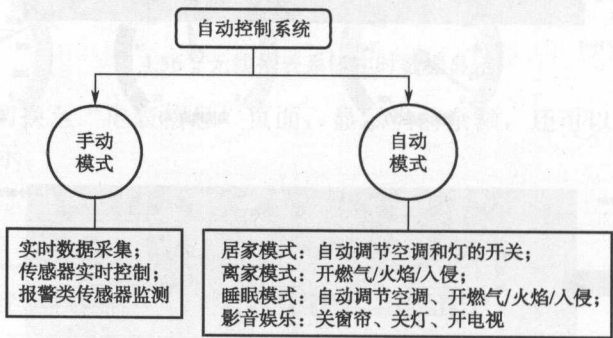 自动控制系统
手动
模式
自动
模式
实时数据采集；
传感器实时控制；
报警类传感器监测
居家模式：自动调节空调和灯的开关；
离家模式：开燃气/火焰/入侵；
睡眠模式：自动调节空调、开燃气/火焰/入侵；
影音娱乐：关窗帘、关灯、开电视